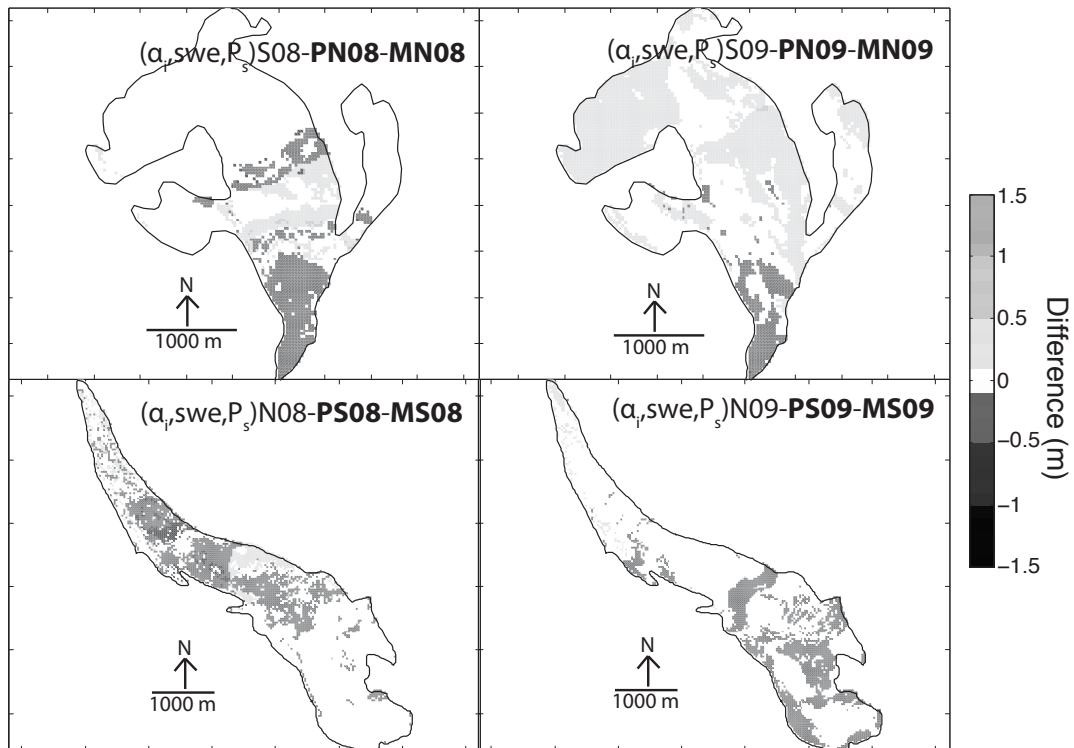 (αᵢ,swe,Pₛ)S08-PN08-MN08
(αᵢ,swe,Pₛ)S09-PN09-MN09
N
1000 m
N
1000 m
(αᵢ,swe,Pₛ)N08-PS08-MS08
(αᵢ,swe,Pₛ)N09-PS09-MS09
N
1000 m
N
1000 m
1.5
1
0.5
0
−0.5
−1
−1.5
Difference (m)